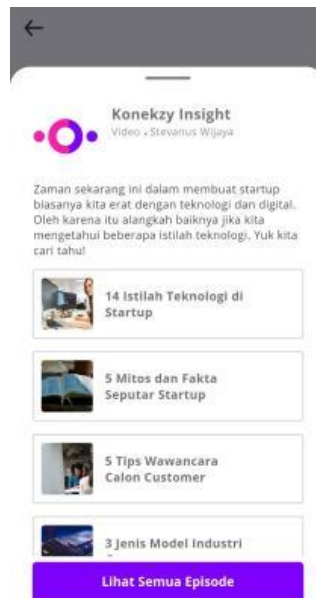 Konekzy Insight
Video • Stevanus Wijaya
Zaman sekarang ini dalam membuat startup
biasanya kita erat dengan teknologi dan digital.
Oleh karena itu alangkah baiknya jika kita
mengetahui beberapa istilah teknologi. Yuk kita
cari tahu!
14 Istilah Teknologi di
Startup
5 Mitos dan Fakta
Seputar Startup
5 Tips Wawancara
Calon Customer
3 Jenis Model Industri
Lihat Semua Episode